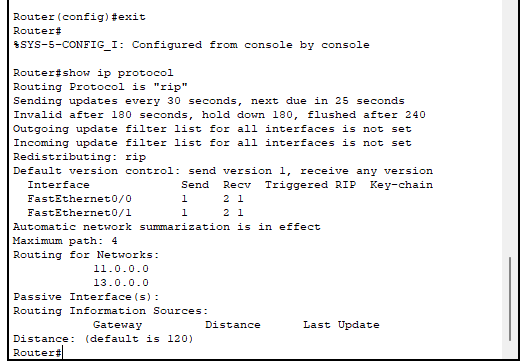 Router(config)#exit
Router#
%SYS-5-CONFIG_I: Configured from console by console
Router#show ip protocol
Routing Protocol is "rip"
Sending updates every 30 seconds, next due in 25 seconds
Invalid after 180 seconds, hold down 180, flushed after 240
Outgoing update filter list for all interfaces is not set
Incoming update filter list for all interfaces is not set
Redistributing: rip
Default version control: send version 1, receive any version
Interface Send Recv Triggered RIP Key-chain
FastEthernet0/0 1 2 1
FastEthernet0/1 1 2 1
Automatic network summarization is in effect
Maximum path: 4
Routing for Networks:
11.0.0.0
13.0.0.0
Passive Interface(s):
Routing Information Sources:
Gateway Distance Last Update
Distance: (default is 120)
Router#